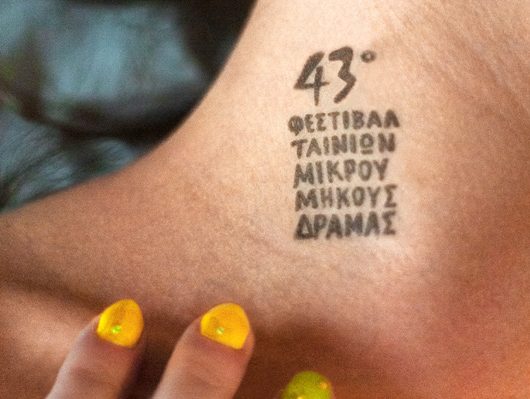 43°
ΦΕΣΤΙΒΑΛ
ΤΑΙΝΙΩΝ
ΜΙΚΡΟΥ
ΜΗΚΟΥΣ
ΔΡΑΜΑΣ